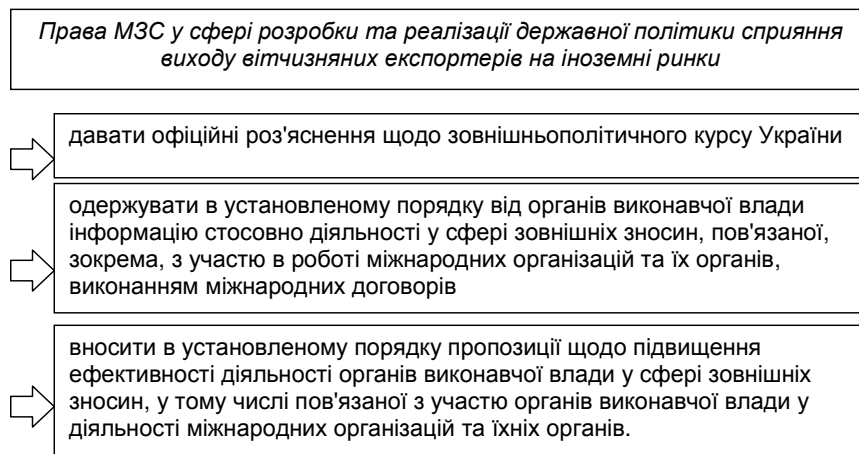 Права МЗС у сфері розробки та реалізації державної політики сприяння
виходу вітчизняних експортерів на іноземні ринки
давати офіційні роз'яснення щодо зовнішньополітичного курсу України
одержувати в установленому порядку від органів виконавчої влади
інформацію стосовно діяльності у сфері зовнішніх зносин, пов'язаної,
зокрема, з участю в роботі міжнародних організацій та їх органів,
виконанням міжнародних договорів
вносити в установленому порядку пропозиції щодо підвищення
ефективності діяльності органів виконавчої влади у сфері зовнішніх
зносин, у тому числі пов'язаної з участю органів виконавчої влади у
діяльності міжнародних організацій та їхніх органів.